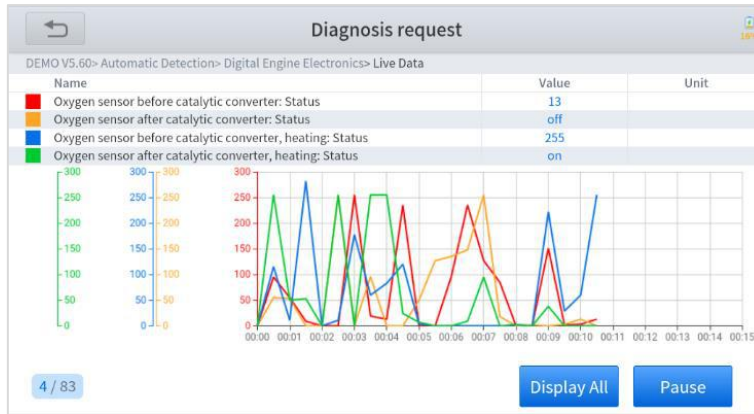 Diagnosis request
DEMO V5.60> Automatic Detection> Digital Engine Electronics> Live Data
Name Value Unit
Oxygen sensor before catalytic converter: Status 13
Oxygen sensor after catalytic converter: Status off
Oxygen sensor before catalytic converter, heating: Status 255
Oxygen sensor after catalytic converter, heating: Status on
300 300 300 300
250 250 250 250
200 200 200 200
150 150 150 150
100 100 100 100
50 50 50 50
0 0 0 0
00:00 00:01 00:02 00:03 00:04 00:05 00:06 00:07 00:08 00:09 00:10 00:11 00:12 00:13 00:14 00:15
4 / 83
Display All
Pause